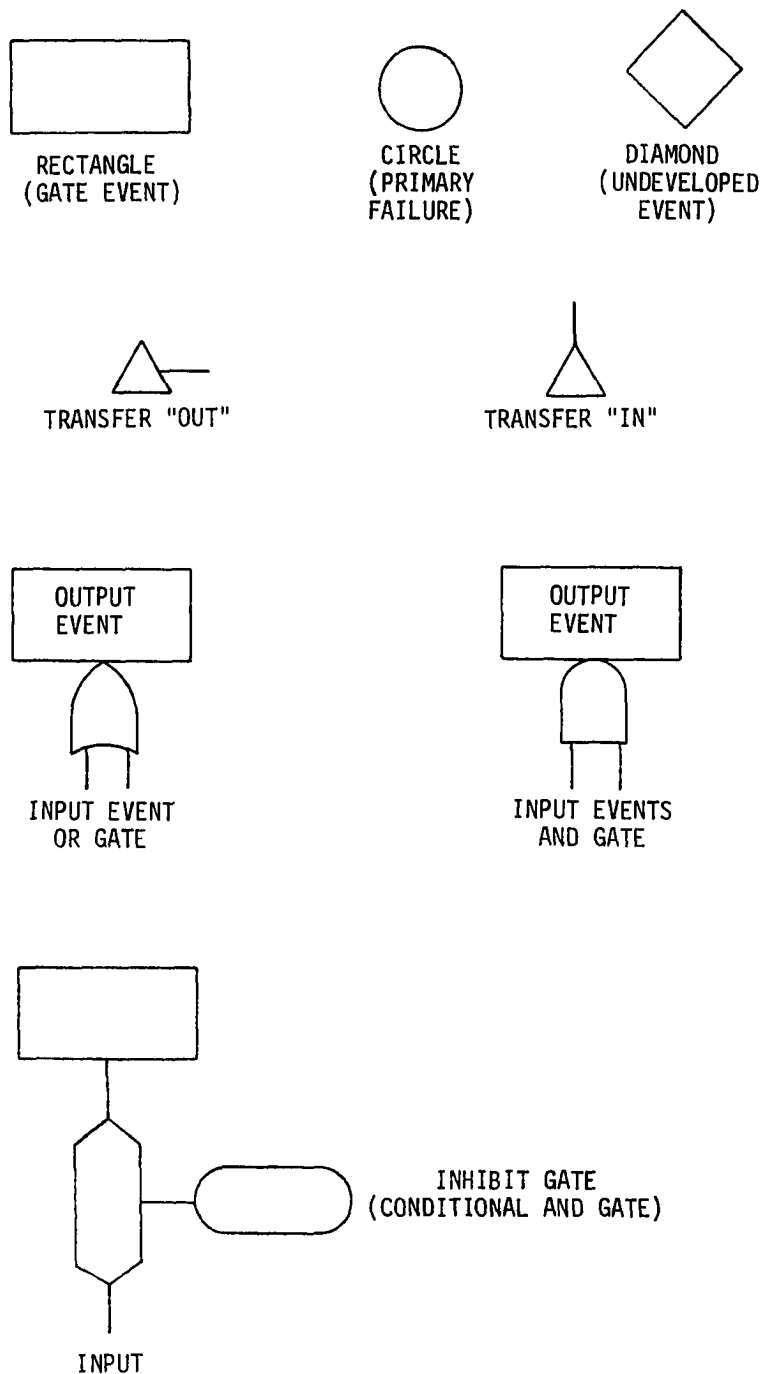 RECTANGLE
(GATE EVENT)
CIRCLE
(PRIMARY
FAILURE)
DIAMOND
(UNDEVELOPED
EVENT)
TRANSFER "OUT"
TRANSFER "IN"
OUTPUT
EVENT
INPUT EVENT
OR GATE
OUTPUT
EVENT
INPUT EVENTS
AND GATE
INHIBIT GATE
(CONDITIONAL AND GATE)
INPUT